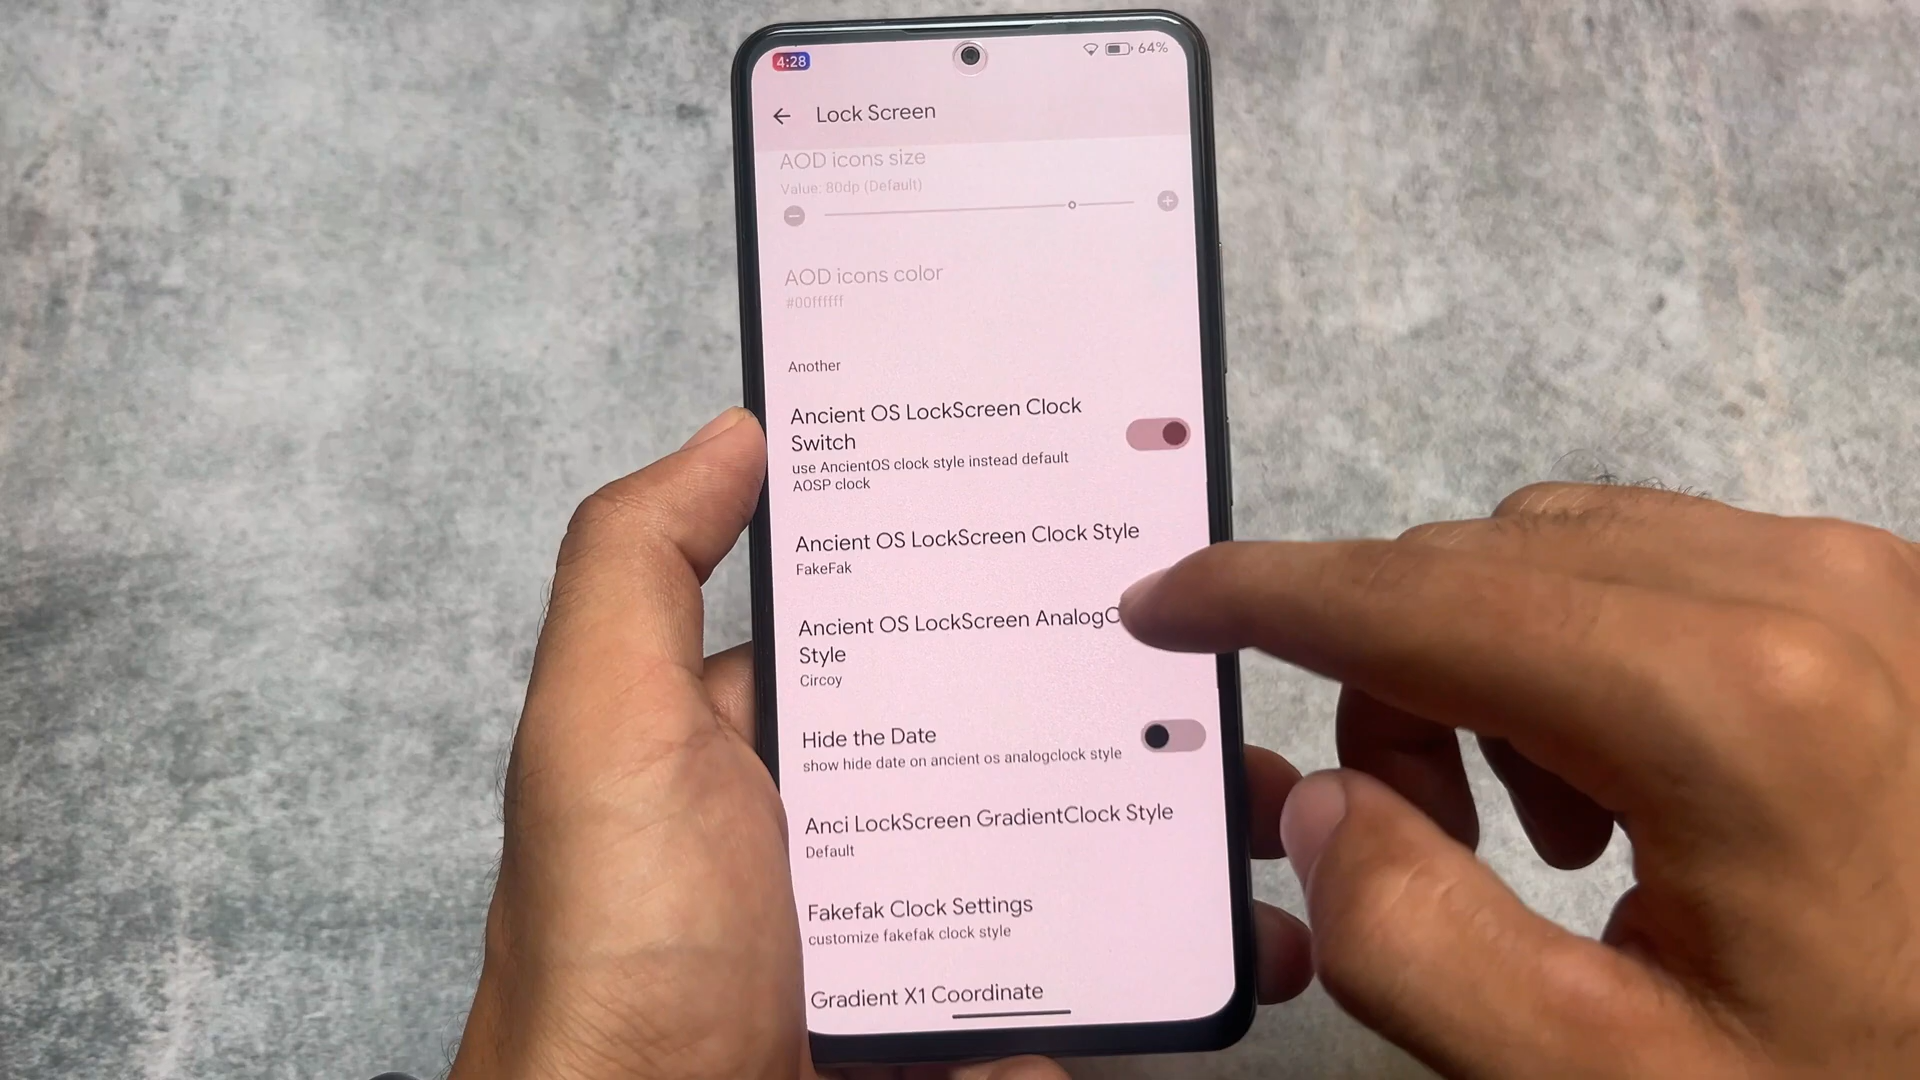 4:28
64%
Lock Screen
AOD icons size
Value: 80dp (Default)
AOD icons color
#00ffffff
Another
Ancient OS LockScreen Clock
Switch
use AncientOS clock style instead default
AOSP clock
Ancient OS LockScreen Clock Style
FakeFak
Ancient OS LockScreen AnalogC
Style
Circoy
Hide the Date
show hide date on ancient os analogclock style
Anci LockScreen GradientClock Style
Default
Fakefak Clock Settings
customize fakefak clock style
Gradient X1 Coordinate